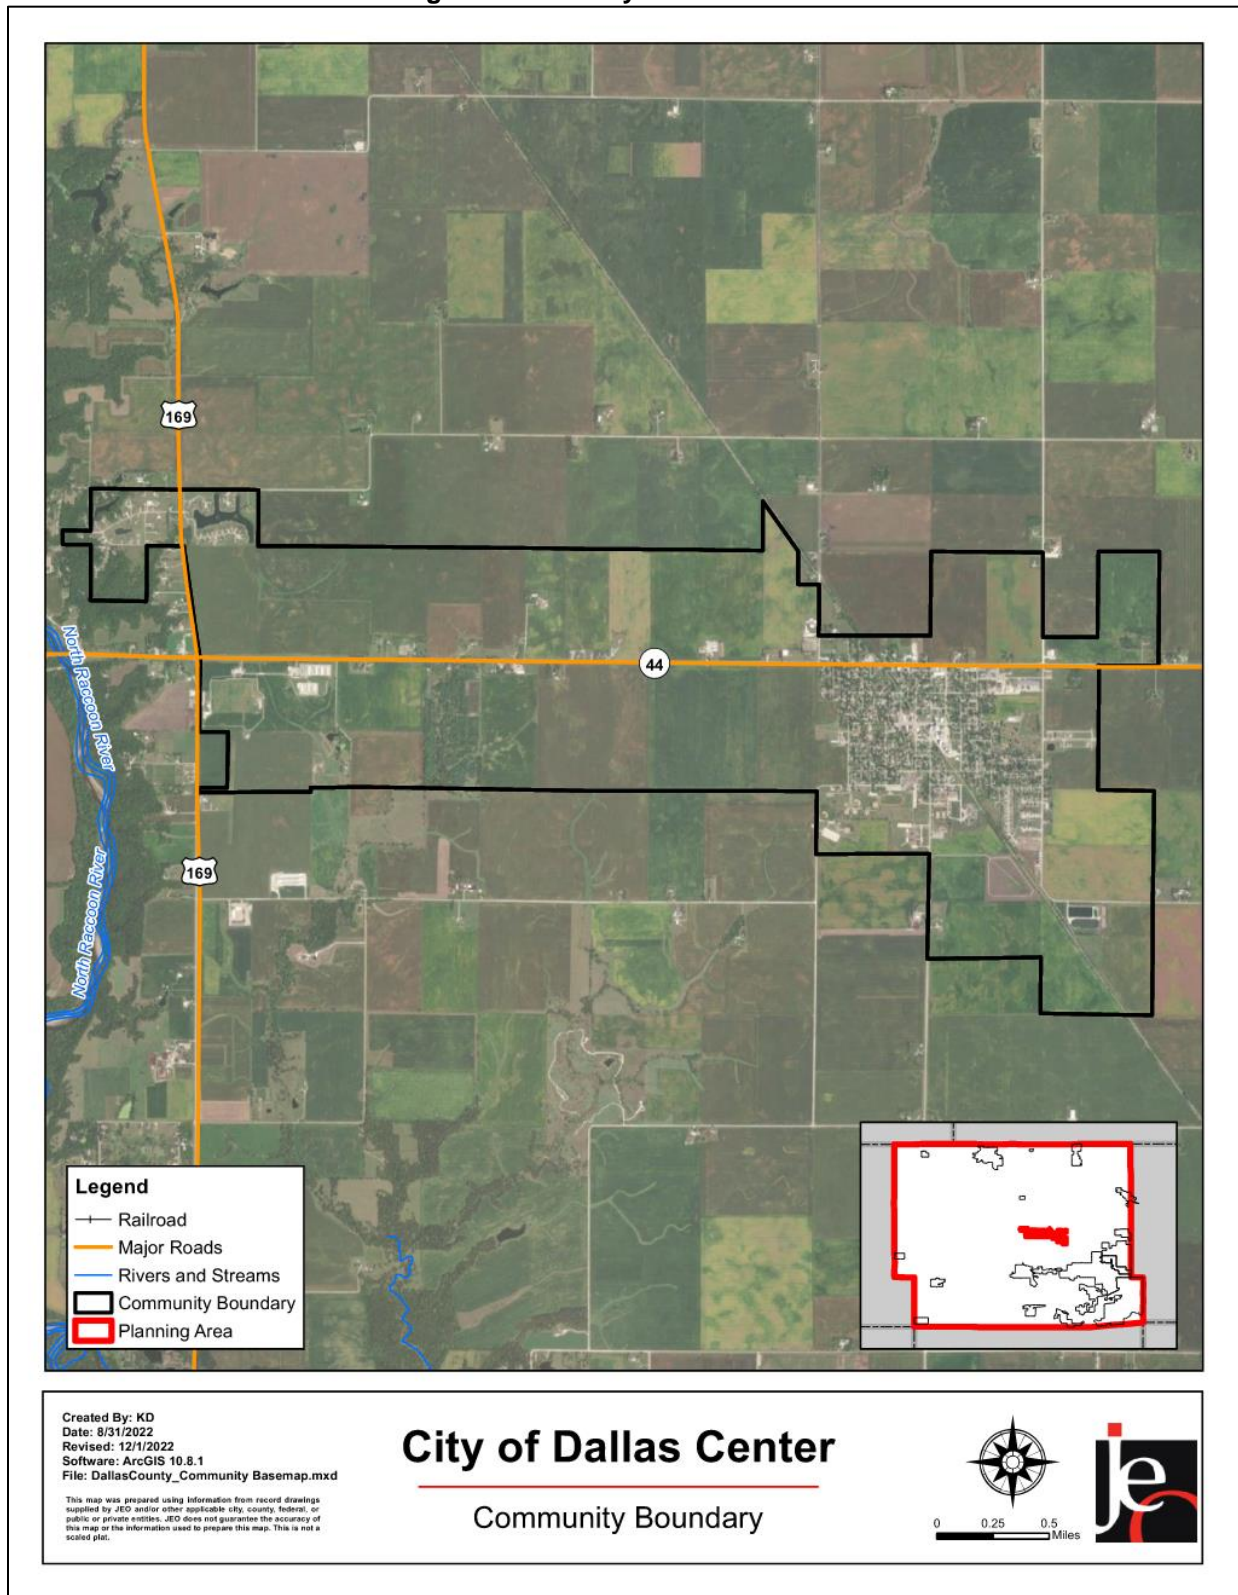 169
44
North Raccoon River
169
North Raccoon River
Legend
Railroad
Major Roads
Rivers and Streams
Community Boundary
Planning Area
Created By: KD
Date: 8/31/2022
Revised: 12/1/2022
Software: ArcGIS 10.8.1
File: DallasCounty_Community Basemap.mxd
This map was prepared using information from record drawings
supplied by JEO and/or other applicable city, county, federal, or
public or private entities. JEO does not guarantee the accuracy of
this map or the information used to prepare this map. This is not a
scaled plat.
City of Dallas Center
Community Boundary
0 0.25 0.5
Miles
jeo